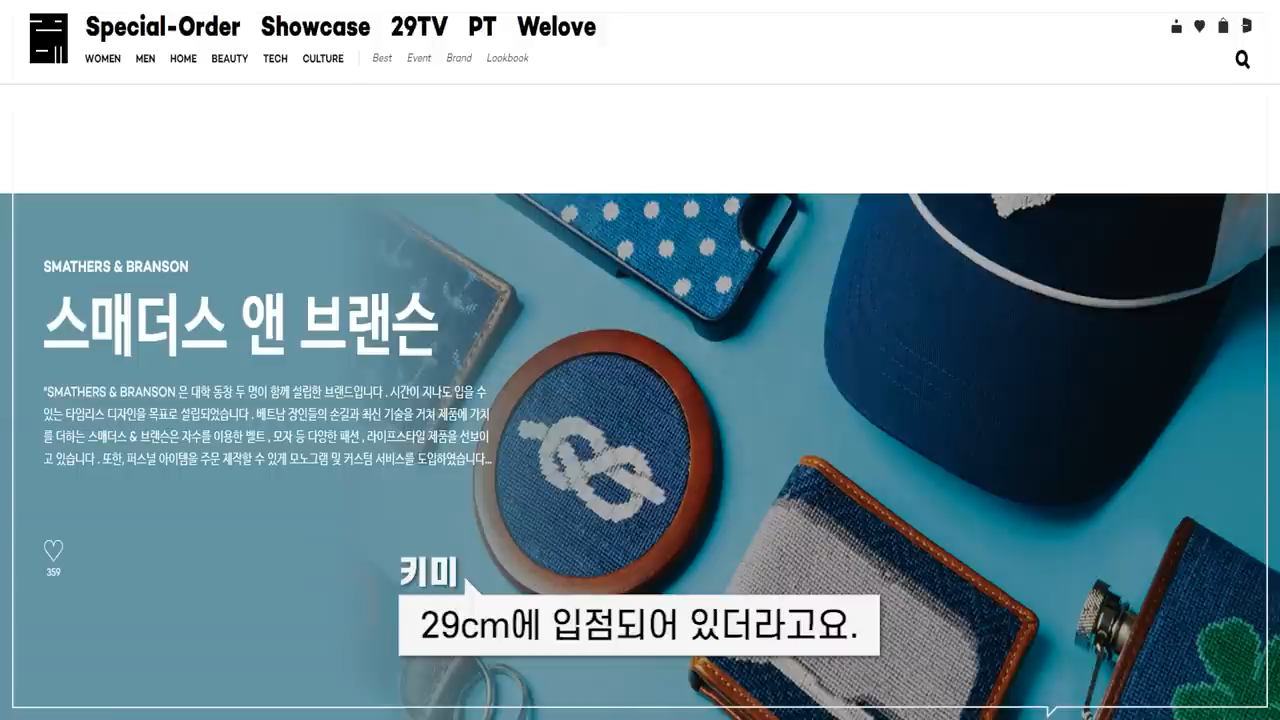 Special-Order Showcase 29TV PT Welove
WOMEN MEN HOME BEAUTY TECH CULTURE Best Event Brand Lookbook
SMATHERS & BRANSON
스매더스 앤 브랜슨
"SMATHERS & BRANSON 은 대학 동창 두 명이 함께 설립한 브랜드입니다 . 시간이 지나도 입을 수
있는 타임리스 디자인을 목표로 설립되었습니다 . 베트남 장인들의 손길과 최신 기술을 거쳐 제품에 가치
를 더하는 스매더스 & 브랜슨은 자수를 이용한 벨트 , 모자 등 다양한 패션 , 라이프스타일 제품을 선보이
고 있습니다 . 또한, 퍼스널 아이템을 주문 제작할 수 있게 모노그램 및 커스텀 서비스를 도입하였습니다...
359
키미
29cm에 입점되어 있더라고요.